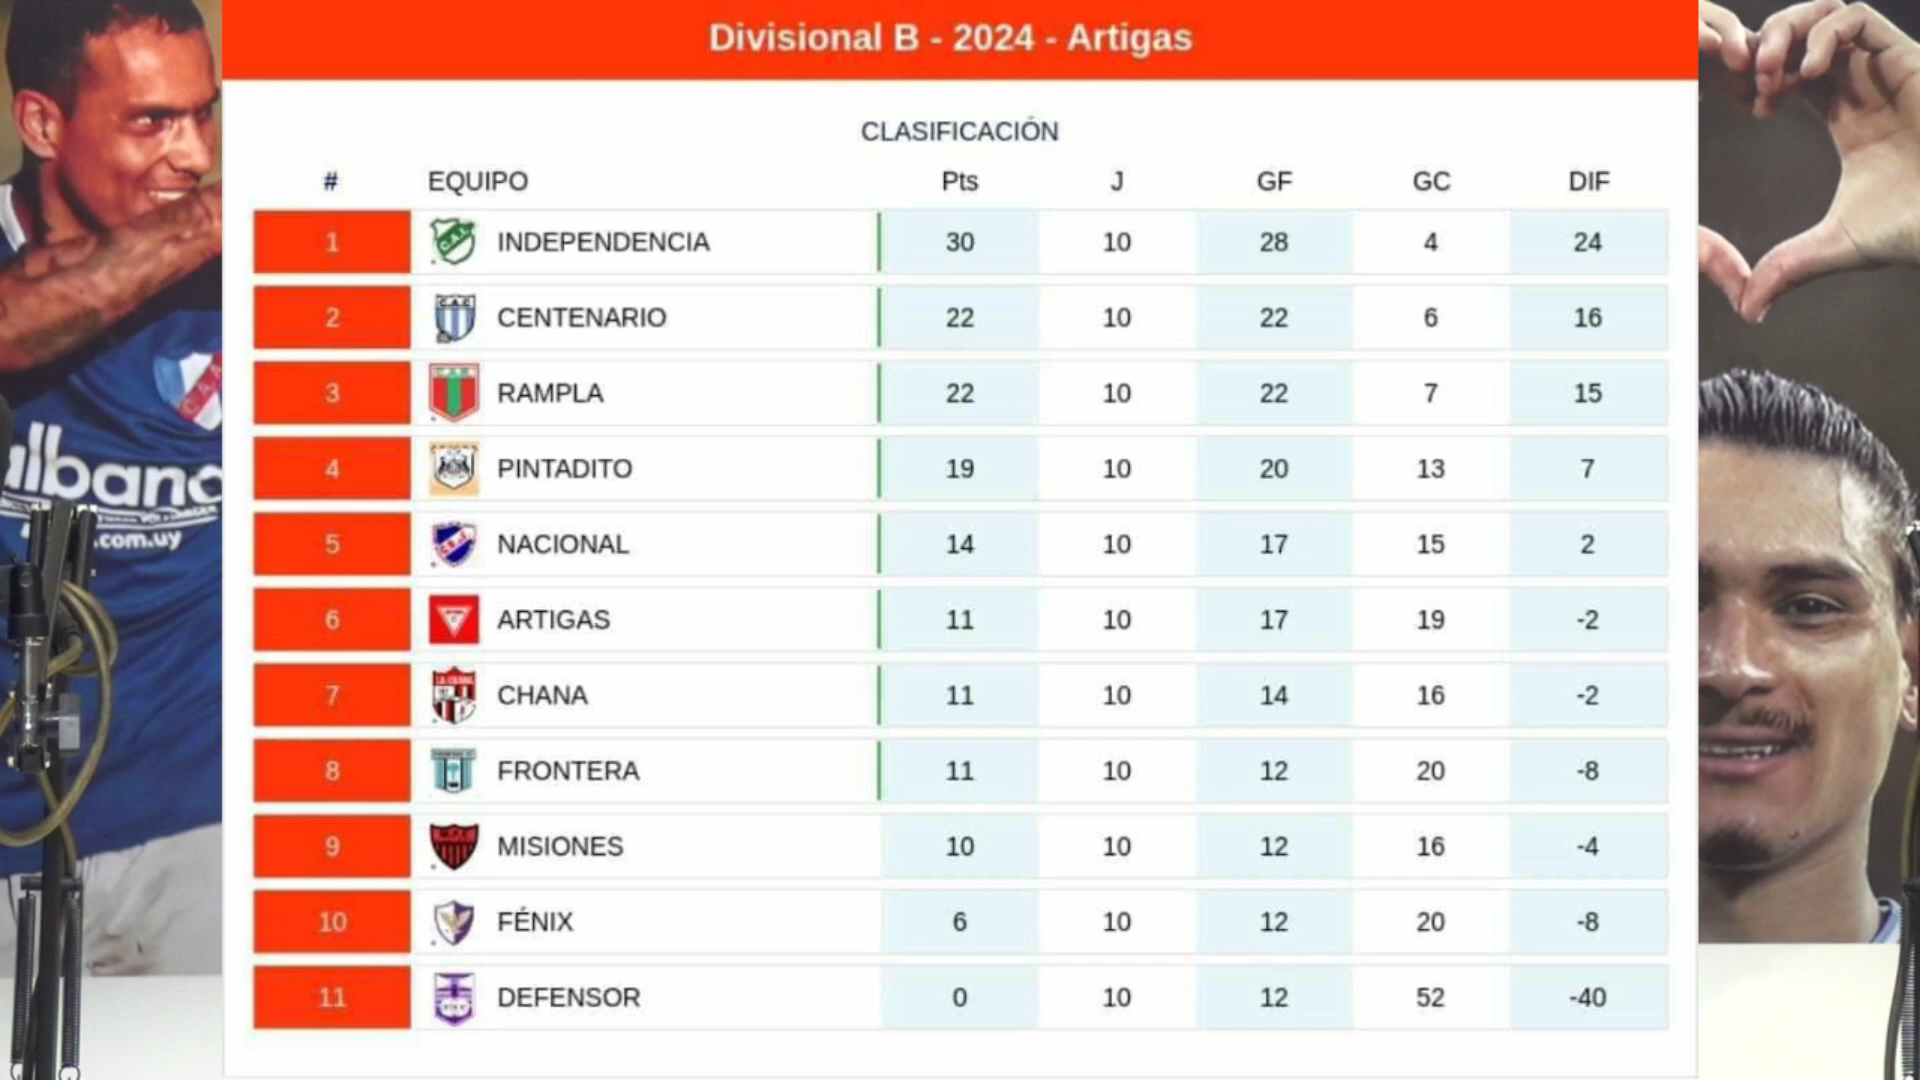 Divisional B - 2024 - Artigas
CLASIFICACIÓN
# EQUIPO Pts J GF GC DIF
1 INDEPENDENCIA 30 10 28 4 24
2 CENTENARIO 22 10 22 6 16
3 RAMPLA 22 10 22 7 15
4 PINTADITO 19 10 20 13 7
5 NACIONAL 14 10 17 15 2
6 ARTIGAS 11 10 17 19 -2
7 CHANA 11 10 14 16 -2
8 FRONTERA 11 10 12 20 -8
9 MISIONES 10 10 12 16 -4
10 FÉNIX 6 10 12 20 -8
11 DEFENSOR 0 10 12 52 -40
albano
.com.uy